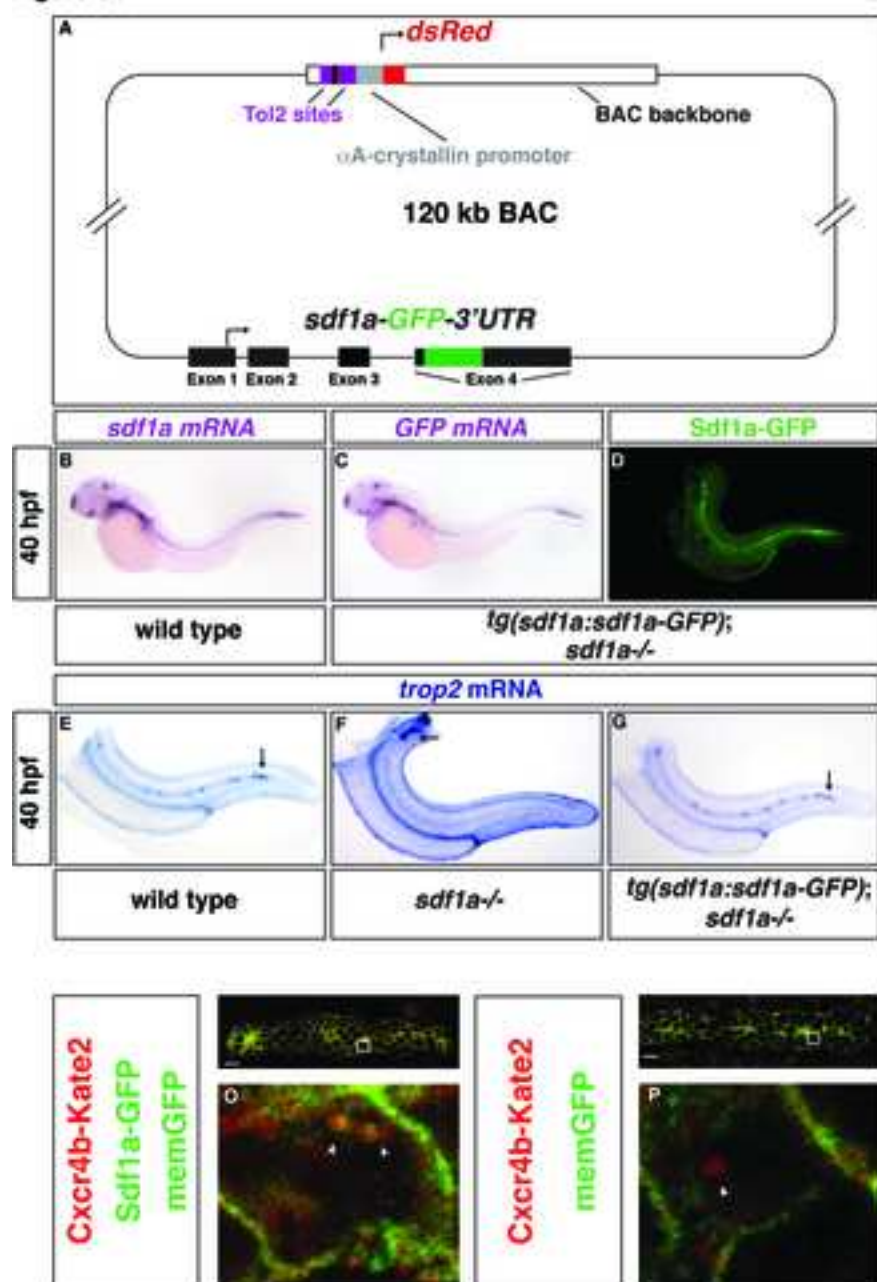 A
dsRed
Tol2 sites
BAC backbone
αA-crystallin promoter
120 kb BAC
sdf1a-GFP-3'UTR
Exon 1 Exon 2 Exon 3 Exon 4
sdf1a mRNA GFP mRNA Sdf1a-GFP
40 hpf
B C D
wild type
tg(sdf1a:sdf1a-GFP);
sdf1a-/-
trop2 mRNA
40 hpf
E F G
wild type
sdf1a-/-
tg(sdf1a:sdf1a-GFP);
sdf1a-/-
Cxcr4b-Kate2
Sdf1a-GFP
memGFP
O
Cxcr4b-Kate2
memGFP
P